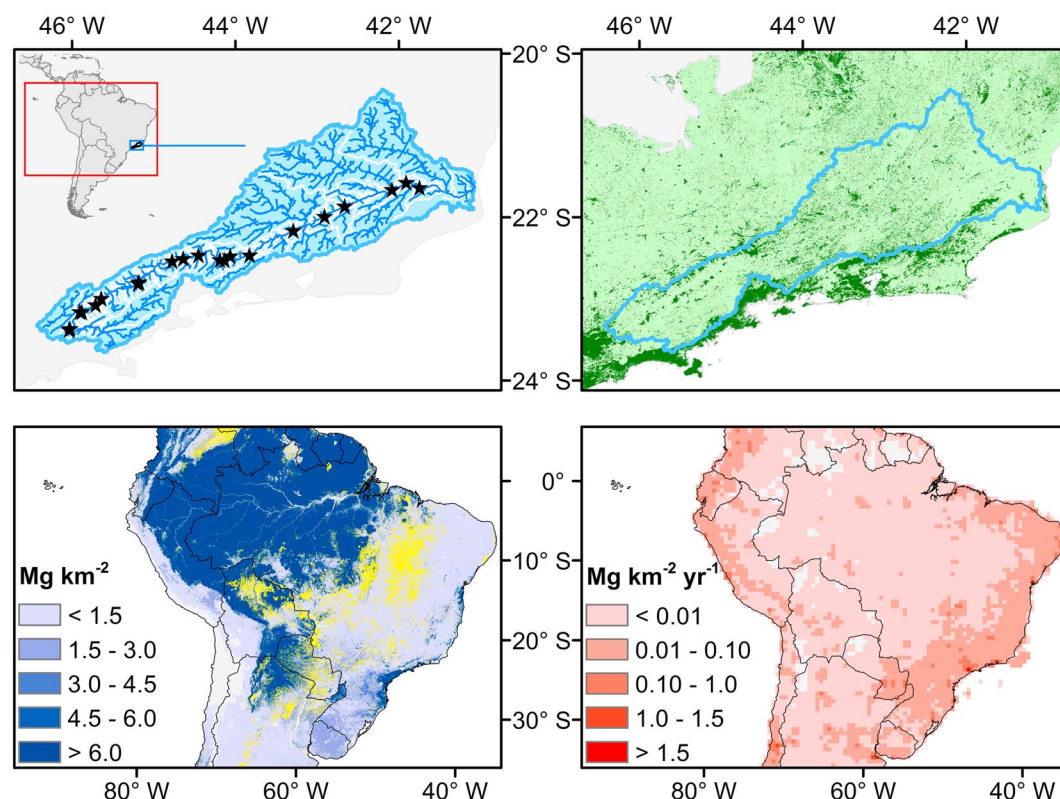 46° W 44° W 42° W 46° W 44° W 42° W
20° S
22° S
24° S
0°
10° S
20° S
30° S
Mg km-2
< 1.5
1.5 - 3.0
3.0 - 4.5
4.5 - 6.0
> 6.0
Mg km-2 yr-1
< 0.01
0.01 - 0.10
0.10 - 1.0
1.0 - 1.5
> 1.5
80° W 60° W 40° W 80° W 60° W 40° W